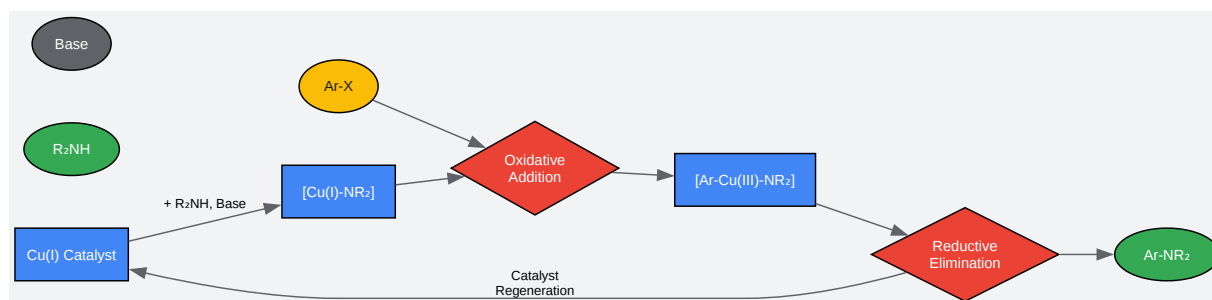 Base
Ar-X
R₂NH
Oxidative
Addition
[Cu(I)-NR₂]
[Ar-Cu(III)-NR₂]
+ R₂NH, Base
Cu(I) Catalyst
Reductive
Elimination
Ar-NR₂
Catalyst
Regeneration